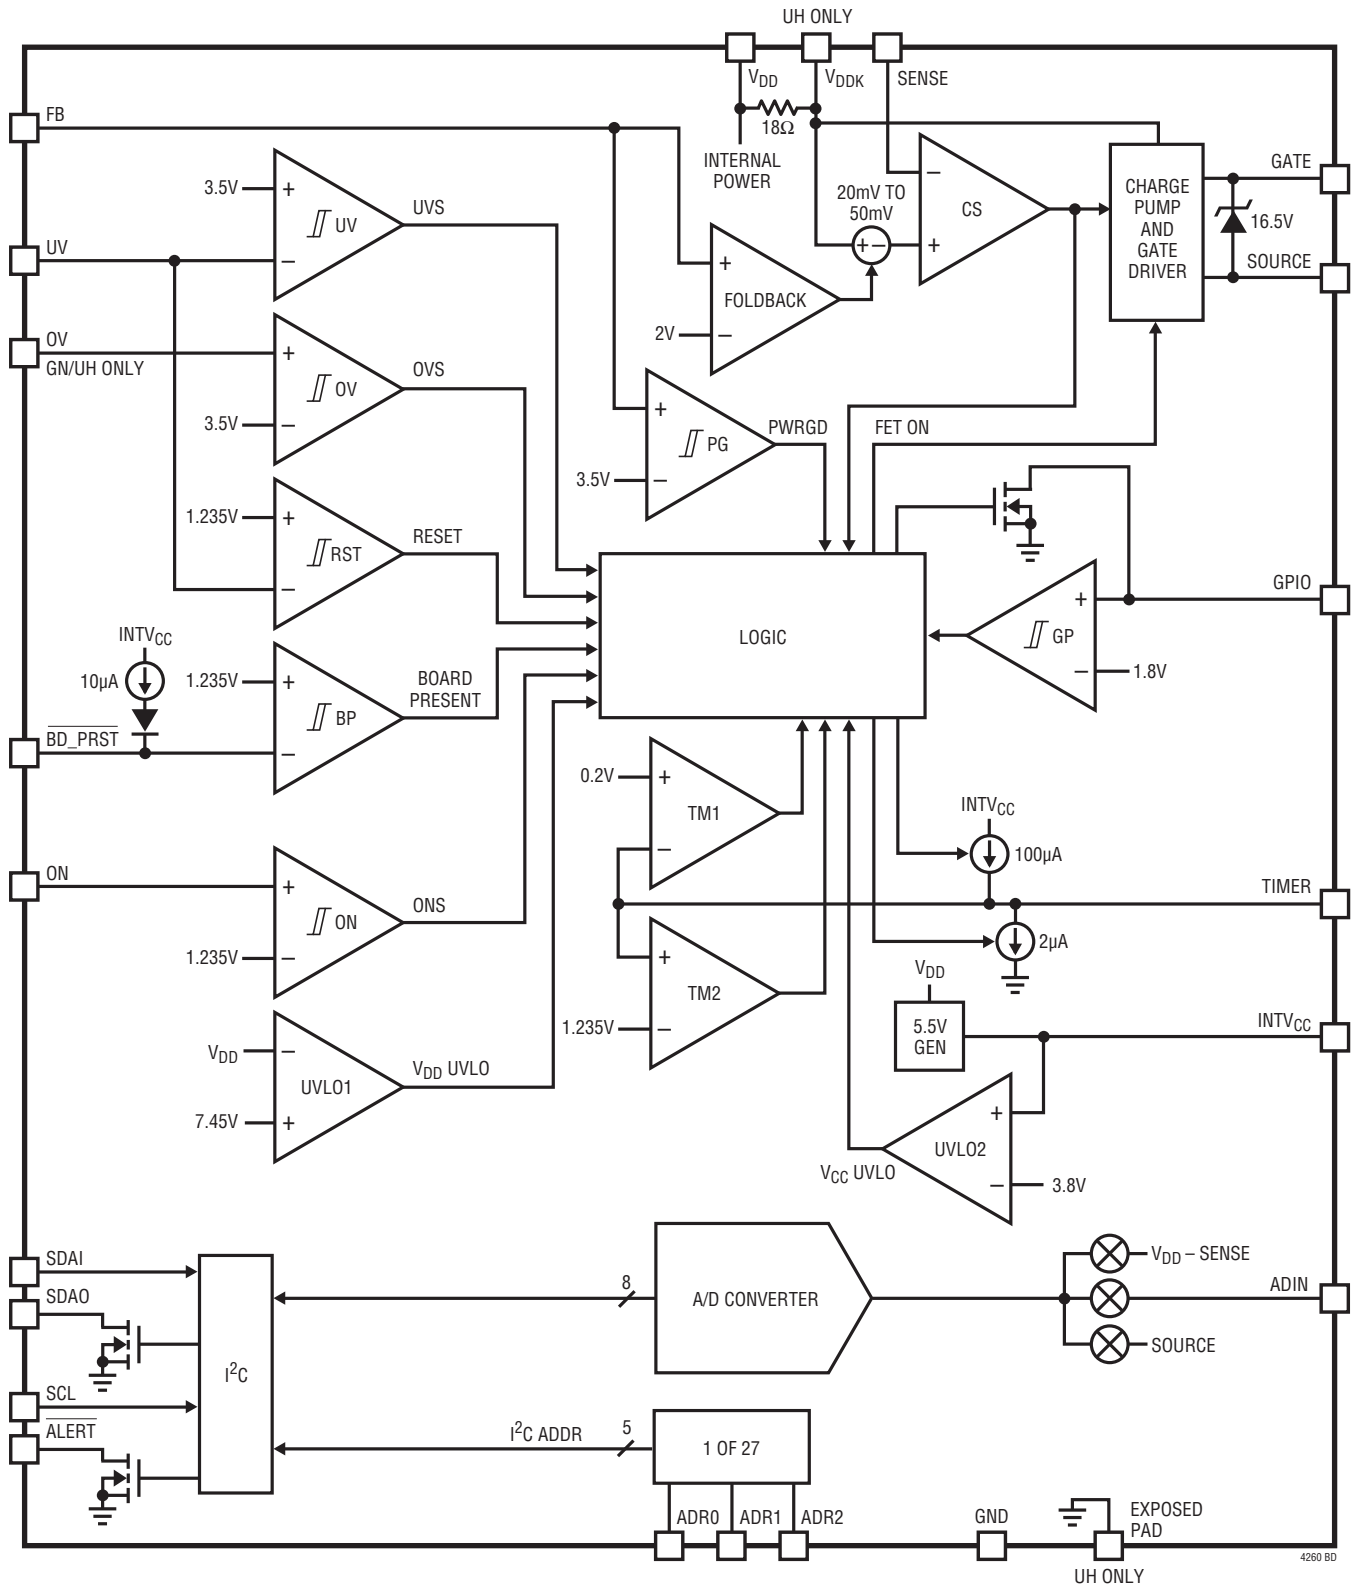 UH ONLY
VDD
VDDK
SENSE
FB
18Ω
INTERNAL
POWER
20mV TO
50mV
+ −
−
+
CS
CHARGE
PUMP
AND
GATE
DRIVER
GATE
16.5V
SOURCE
3.5V
+
UV
−
UVS
UV
+
FOLDBACK
2V
−
OV
GN/UH ONLY
+
OV
3.5V
−
OVS
+
PG
3.5V
−
PWRGD
FET ON
1.235V
+
RST
−
RESET
LOGIC
+
GP
−
1.8V
GPIO
INTVCC
10µA
1.235V
+
BP
−
BOARD
PRESENT
BD_PRST
0.2V
+
TM1
−
INTVCC
100µA
ON
+
ON
1.235V
−
ONS
TIMER
2µA
+
TM2
1.235V
−
VDD
5.5V
GEN
INTVCC
VDD
−
UVLO1
7.45V
+
VDD UVLO
+
UVLO2
−
3.8V
VCC UVLO
SDAI
SDAO
SCL
ALERT
I2C
8
A/D CONVERTER
VDD – SENSE
ADIN
SOURCE
I2C ADDR
5
1 OF 27
ADR0
ADR1
ADR2
GND
EXPOSED
PAD
UH ONLY
4260 BD